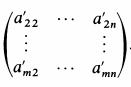 ( a′₂₂ ⋯ a′₂ₙ )
( ⋮ ⋮ )
( a′ₘ₂ ⋯ a′ₘₙ ).